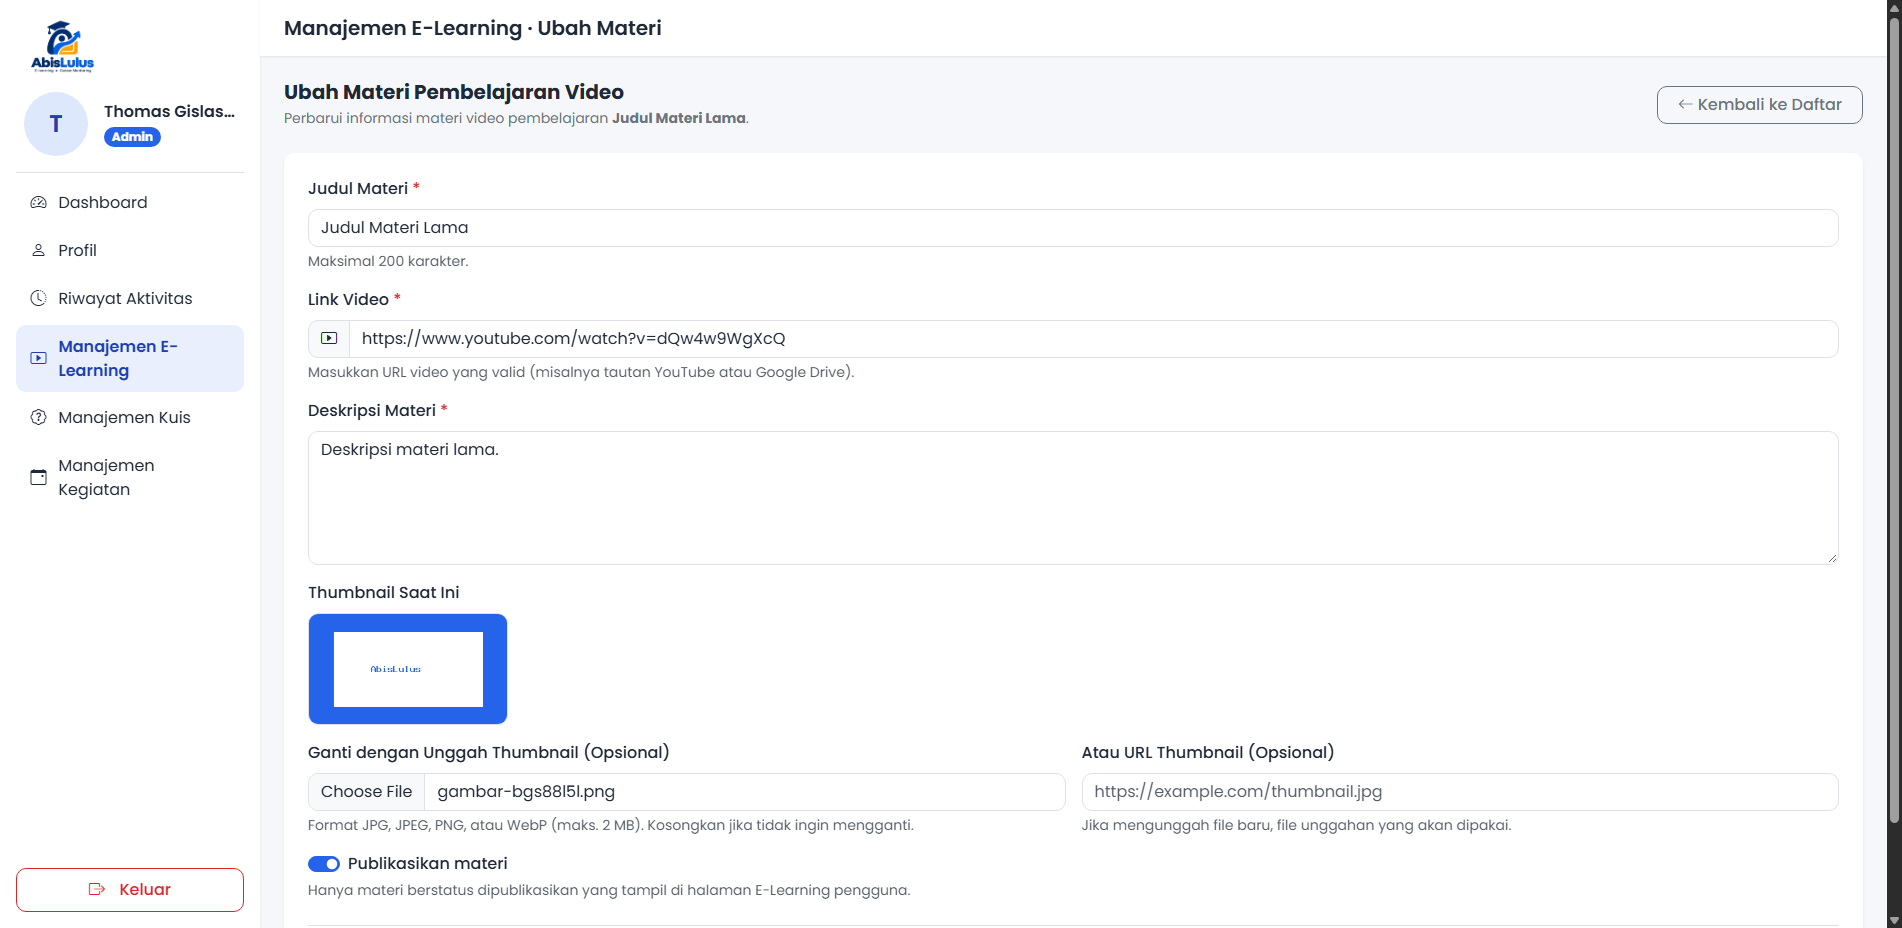 AbisLulus
T
Thomas Gislas...
Admin
Dashboard
Profil
Riwayat Aktivitas
Manajemen E-
Learning
Manajemen Kuis
Manajemen
Kegiatan
Keluar
Manajemen E-Learning · Ubah Materi
Ubah Materi Pembelajaran Video
Perbarui informasi materi video pembelajaran Judul Materi Lama.
← Kembali ke Daftar
Judul Materi *
Judul Materi Lama
Maksimal 200 karakter.
Link Video *
https://www.youtube.com/watch?v=dQw4w9WgXcQ
Masukkan URL video yang valid (misalnya tautan YouTube atau Google Drive).
Deskripsi Materi *
Deskripsi materi lama.
Thumbnail Saat Ini
AbisLulus
Ganti dengan Unggah Thumbnail (Opsional)
Choose File gambar-bgs88l5l.png
Format JPG, JPEG, PNG, atau WebP (maks. 2 MB). Kosongkan jika tidak ingin mengganti.
Atau URL Thumbnail (Opsional)
https://example.com/thumbnail.jpg
Jika mengunggah file baru, file unggahan yang akan dipakai.
Publikasikan materi
Hanya materi berstatus dipublikasikan yang tampil di halaman E-Learning pengguna.